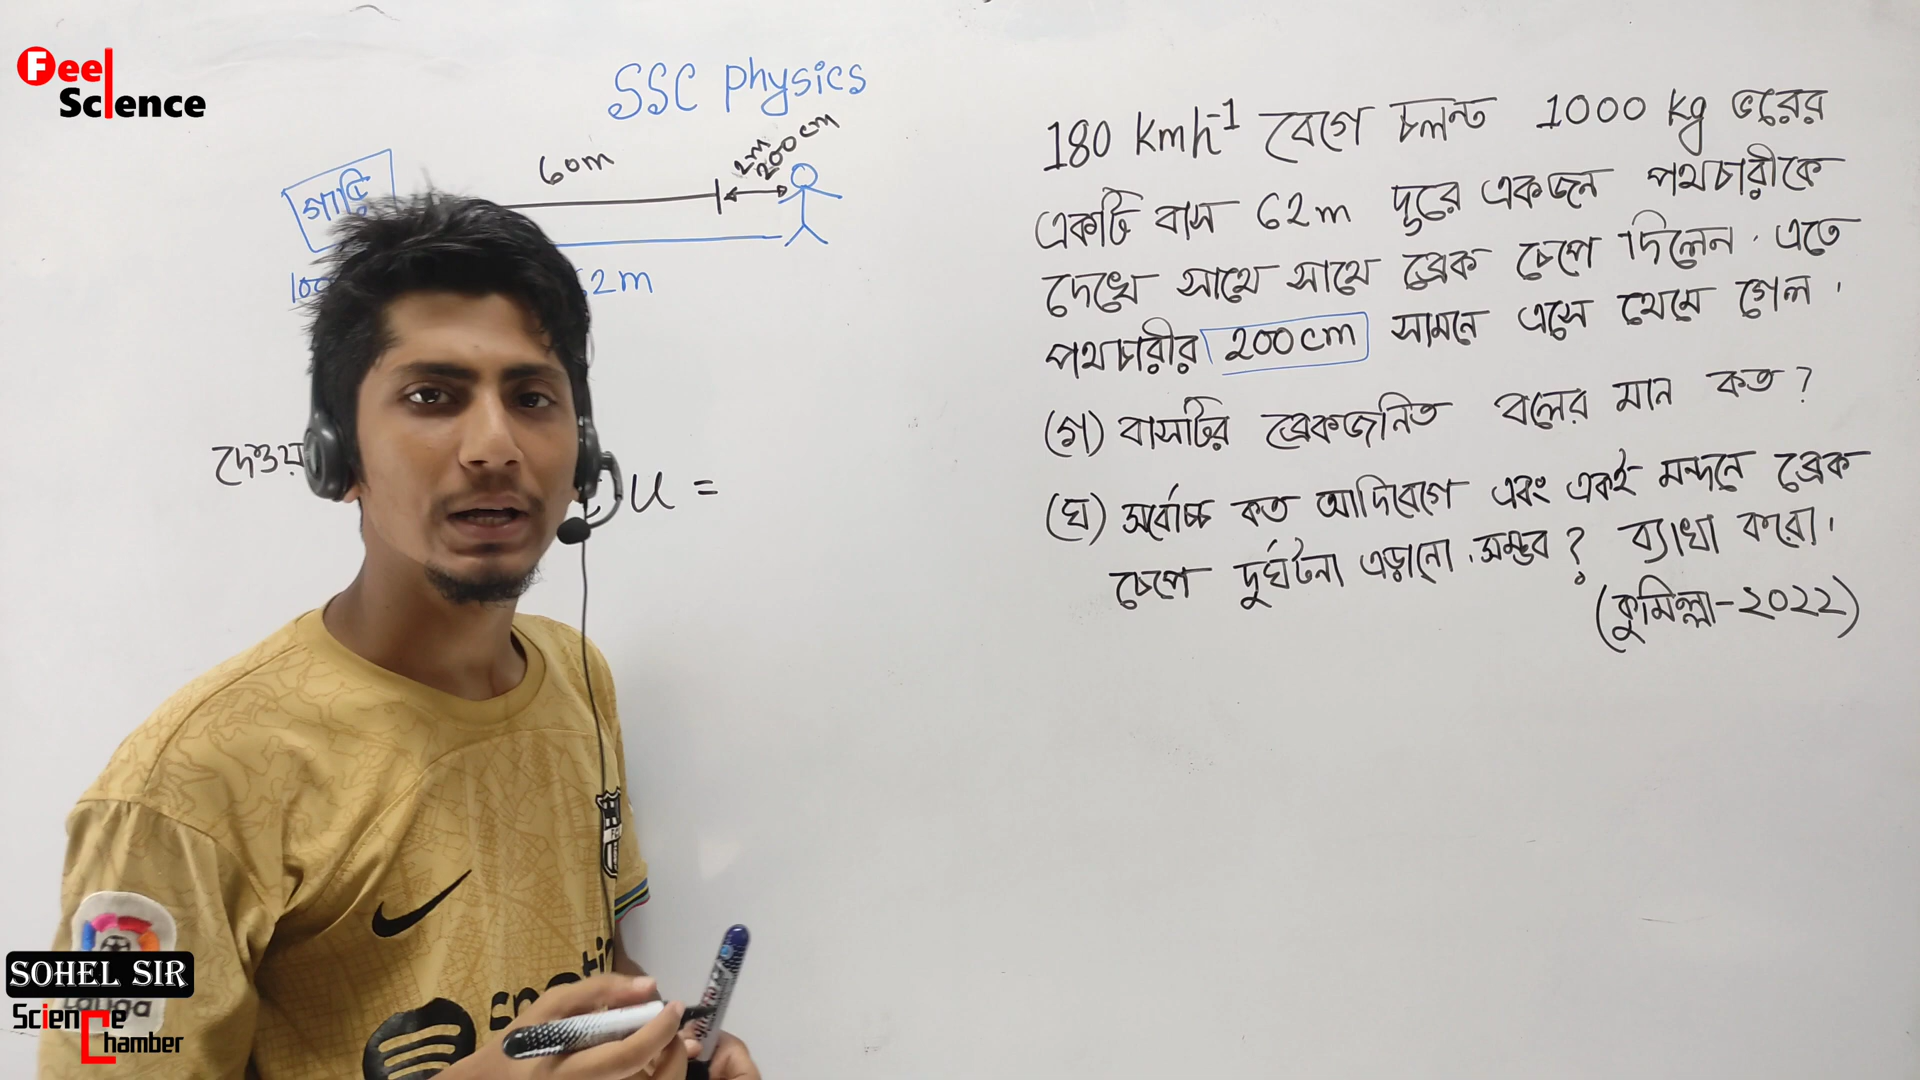 Feel
Science
SSC Physics
60m
2m
200cm
গাড়ি
U =
180 Kmh⁻¹ বেগে চলন্ত 1000 kg ভরের
একটি বাস 62m দূরে একজন পথচারীকে
দেখে সাথে সাথে ব্রেক চেপে দিলেন। এতে
পথচারীর 200cm সামনে এসে থেমে গেল।
(গ) বাসটির ব্রেকজনিত বলের মান কত?
(ঘ) সর্বোচ্চ কত আদিবেগে এবং একই মন্দনে ব্রেক
চেপে দুর্ঘটনা এড়ানো সম্ভব? ব্যাখা করো।
(কুমিল্লা-২০২২)
SOHEL SIR
Science
Chamber